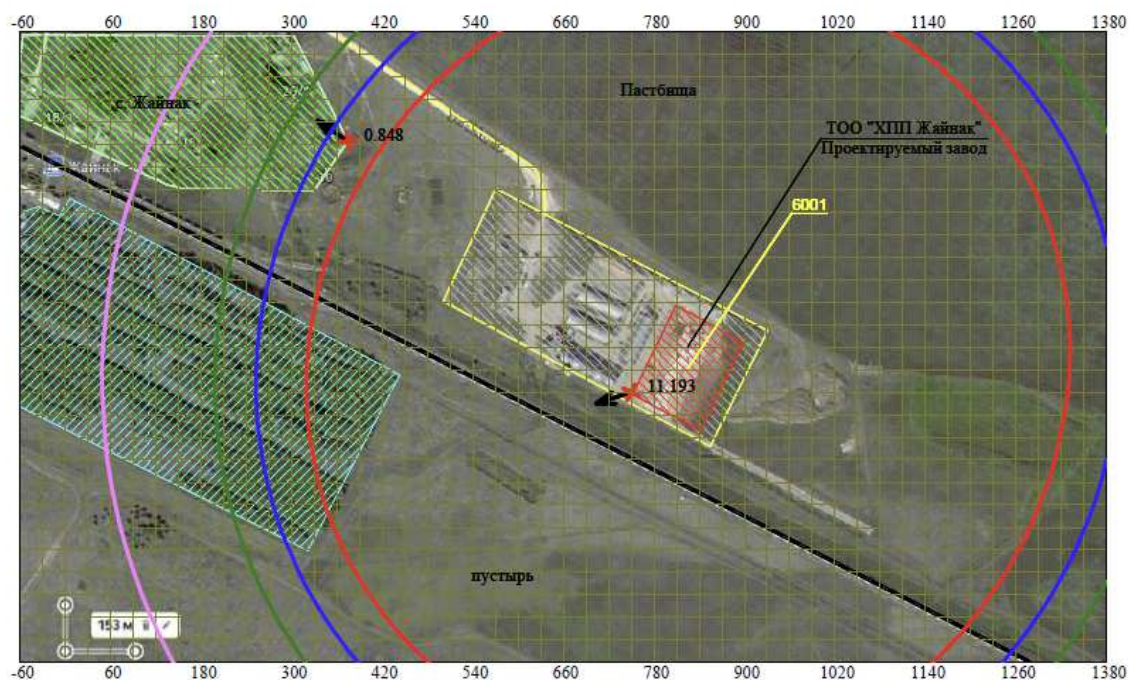 -60 60 180 300 420 540 660 780 900 1020 1140 1260 1380
Пастбища
с. Жайнак
0.848
ТОО "ХПП Жайнак"
Проектируемый завод
Жайнак
6001
11.193
пустырь
153 м
-60 60 180 300 420 540 660 780 900 1020 1140 1260 1380